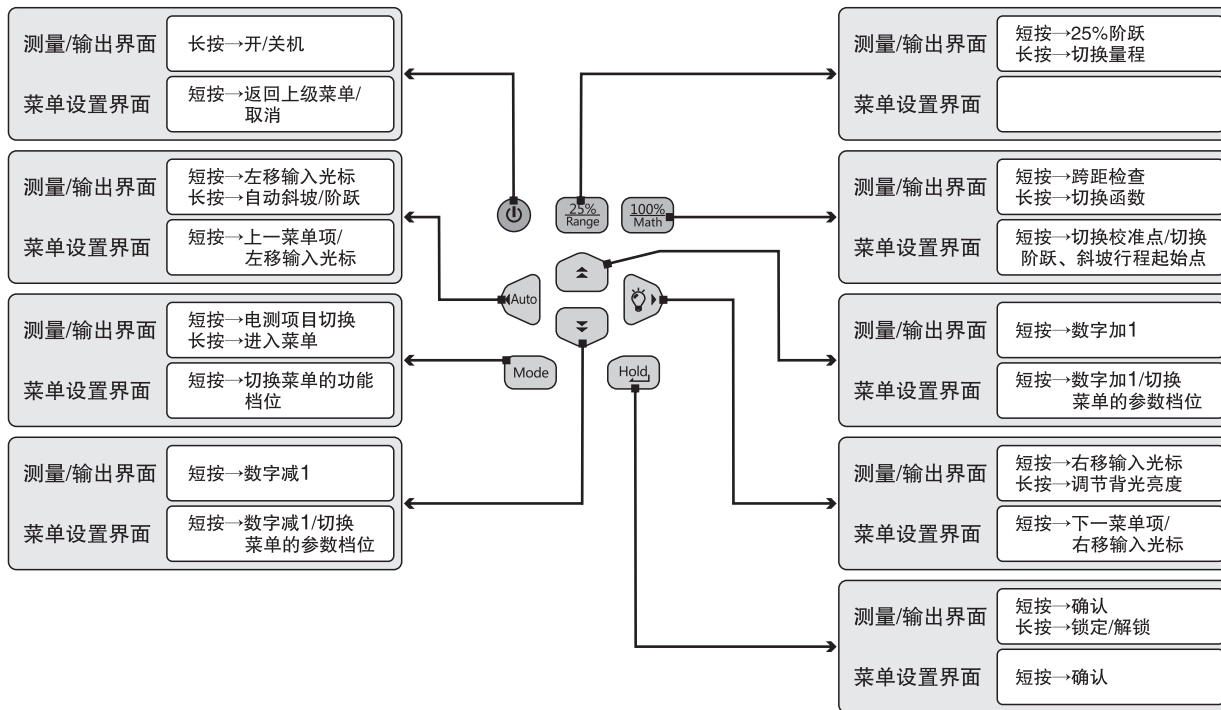 测量/输出界面
长按→开/关机
菜单设置界面
短按→返回上级菜单/
取消
测量/输出界面
短按→左移输入光标
长按→自动斜坡/阶跃
菜单设置界面
短按→上一菜单项/
左移输入光标
测量/输出界面
短按→电测项目切换
长按→进入菜单
菜单设置界面
短按→切换菜单的功能
档位
测量/输出界面
短按→数字减1
菜单设置界面
短按→数字减1/切换
菜单的参数档位
25%
Range
100%
Math
Auto
Mode
Hold
测量/输出界面
短按→25%阶跃
长按→切换量程
菜单设置界面
测量/输出界面
短按→跨距检查
长按→切换函数
菜单设置界面
短按→切换校准点/切换
阶跃、斜坡行程起始点
测量/输出界面
短按→数字加1
菜单设置界面
短按→数字加1/切换
菜单的参数档位
测量/输出界面
短按→右移输入光标
长按→调节背光亮度
菜单设置界面
短按→下一菜单项/
右移输入光标
测量/输出界面
短按→确认
长按→锁定/解锁
菜单设置界面
短按→确认